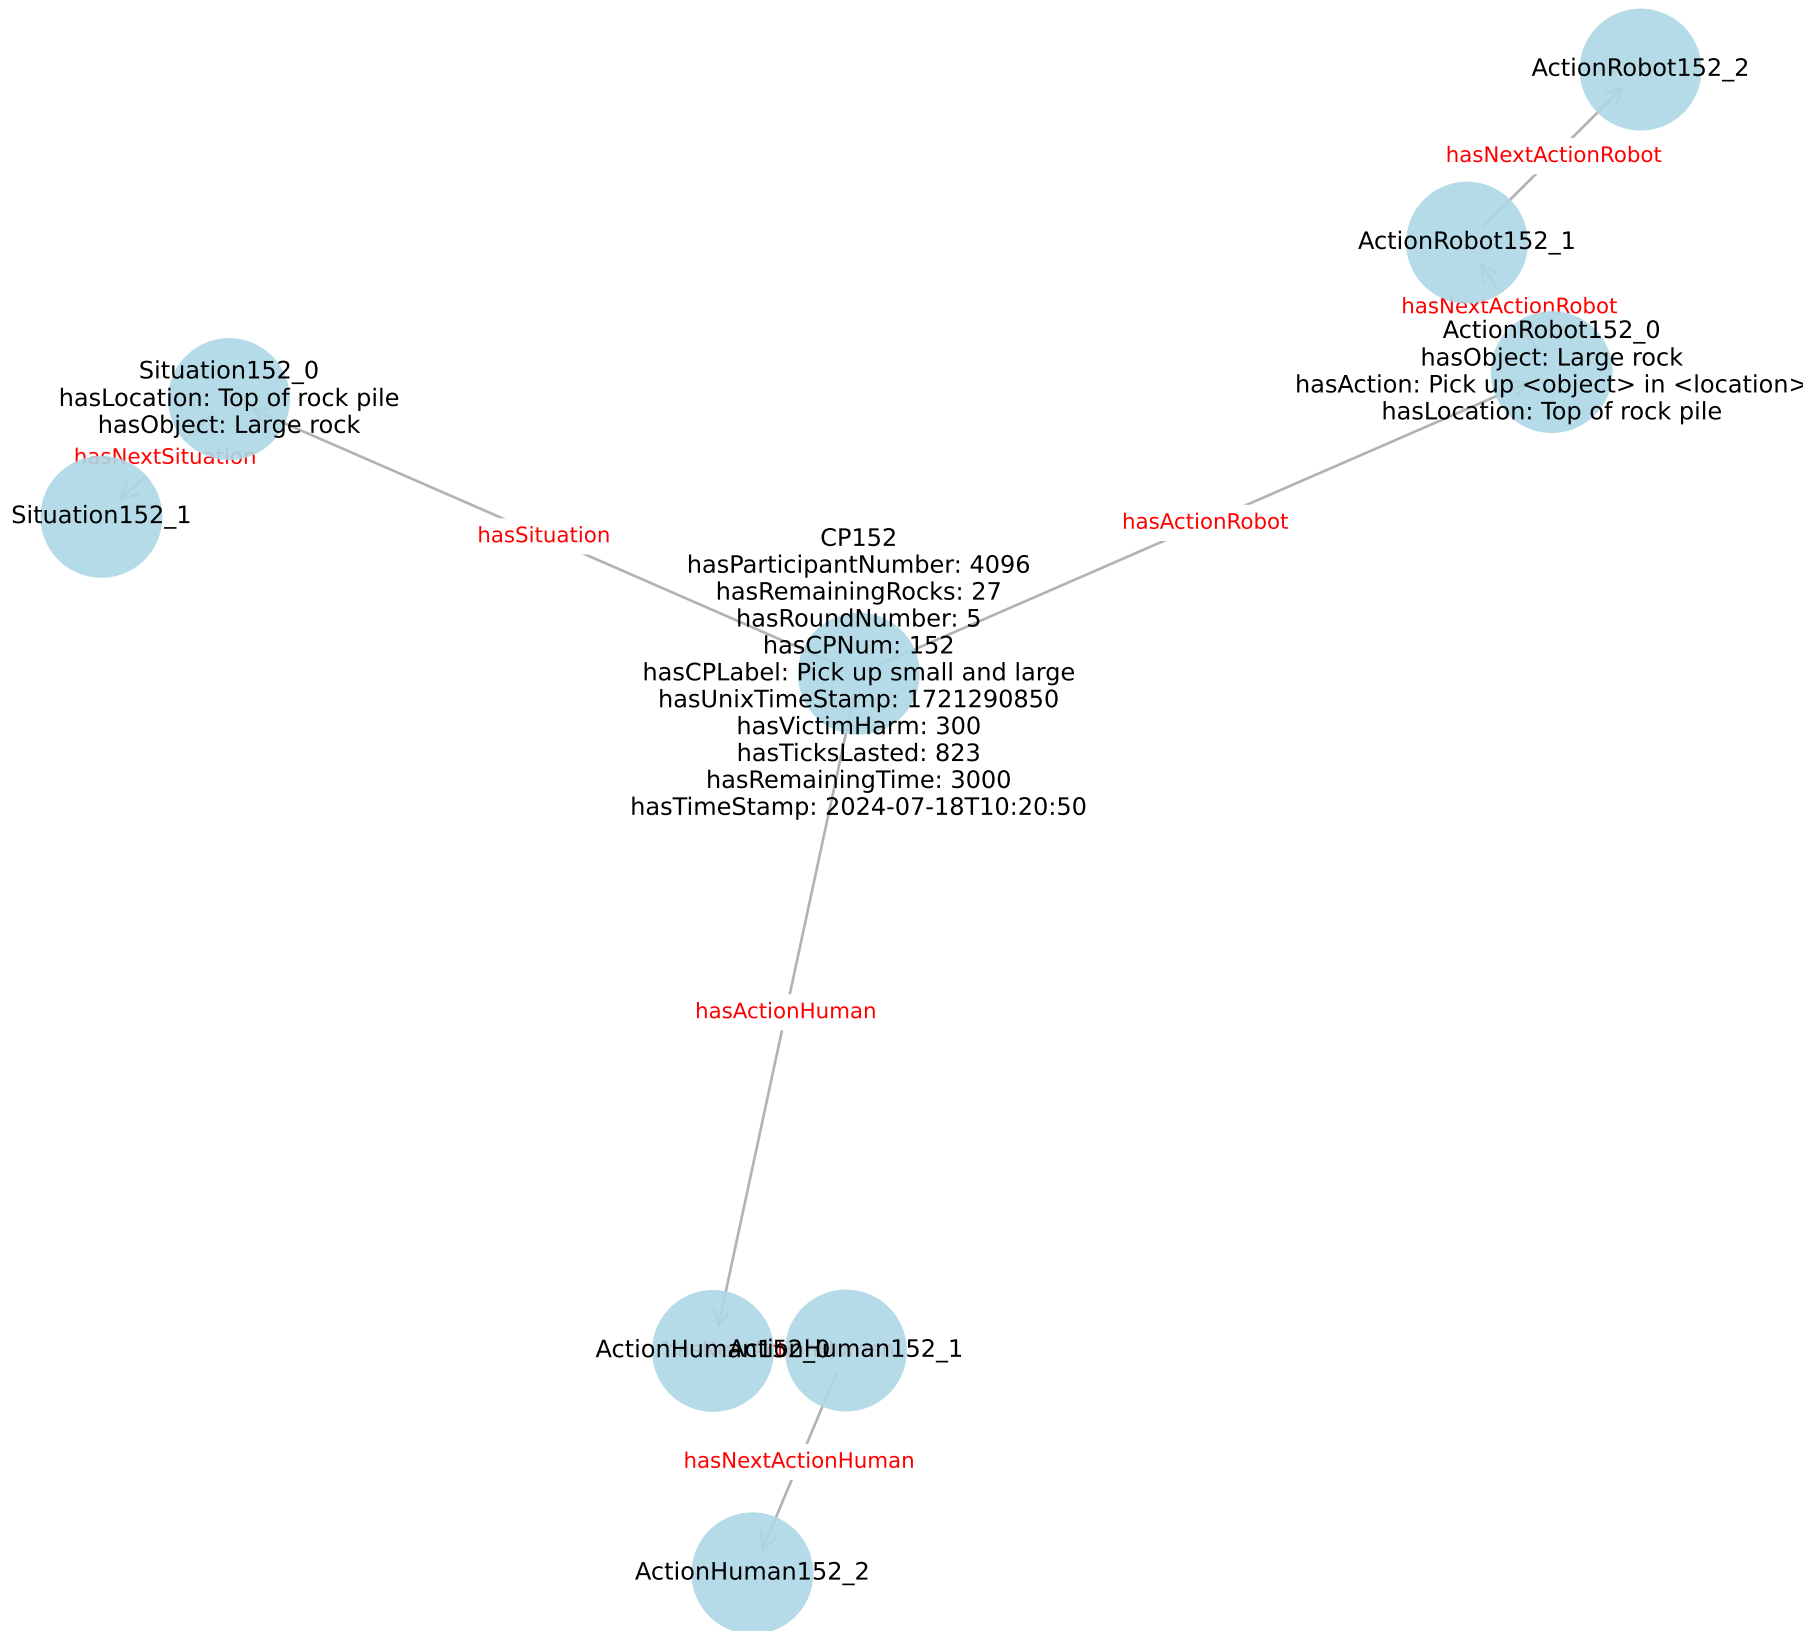 ActionRobot152_2
hasNextActionRobot
ActionRobot152_1
hasNextActionRobot
ActionRobot152_0
hasObject: Large rock
hasAction: Pick up <object> in <location>
hasLocation: Top of rock pile
Situation152_0
hasLocation: Top of rock pile
hasObject: Large rock
hasNextSituation
Situation152_1
hasSituation
hasActionRobot
CP152
hasParticipantNumber: 4096
hasRemainingRocks: 27
hasRoundNumber: 5
hasCPNum: 152
hasCPLabel: Pick up small and large
hasUnixTimeStamp: 1721290850
hasVictimHarm: 300
hasTicksLasted: 823
hasRemainingTime: 3000
hasTimeStamp: 2024-07-18T10:20:50
hasActionHuman
ActionHuman152_0
ActionHuman152_1
hasNextActionHuman
ActionHuman152_2